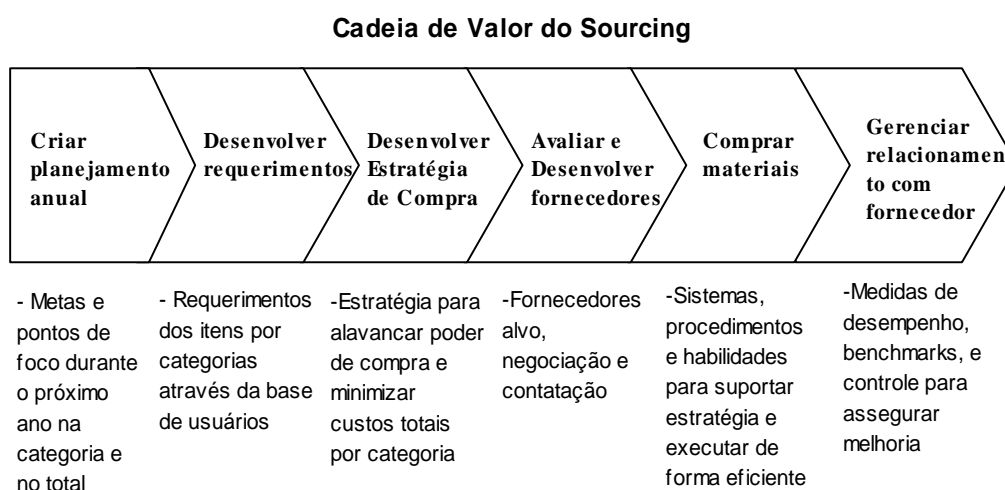 Cadeia de Valor do Sourcing
Criar
planejamento
anual
Desenvolver
requerimentos
Desenvolver
Estratégia
de Compra
Avaliar e
Desenvolver
fornecedores
Comprar
materiais
Gerenciar
relacionamen
to com
fornecedor
- Metas e
pontos de
foco durante
o próximo
ano na
categoria e
no total
- Requerimentos
dos itens por
categorias
através da base
de usuários
-Estratégia para
alavancar poder
de compra e
minimizar
custos totais
por categoria
-Fornecedores
alvo,
negociação e
contatação
-Sistemas,
procedimentos
e habilidades
para suportar
estratégia e
executar de
forma eficiente
-Medidas de
desempenho,
benchmarks, e
controle para
assegurar
melhoria